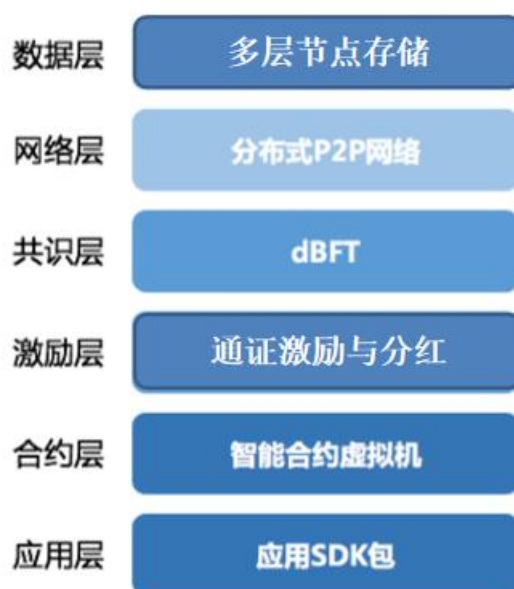 数据层 多层节点存储
网络层 分布式P2P网络
共识层 dBFT
激励层 通证激励与分红
合约层 智能合约虚拟机
应用层 应用SDK包